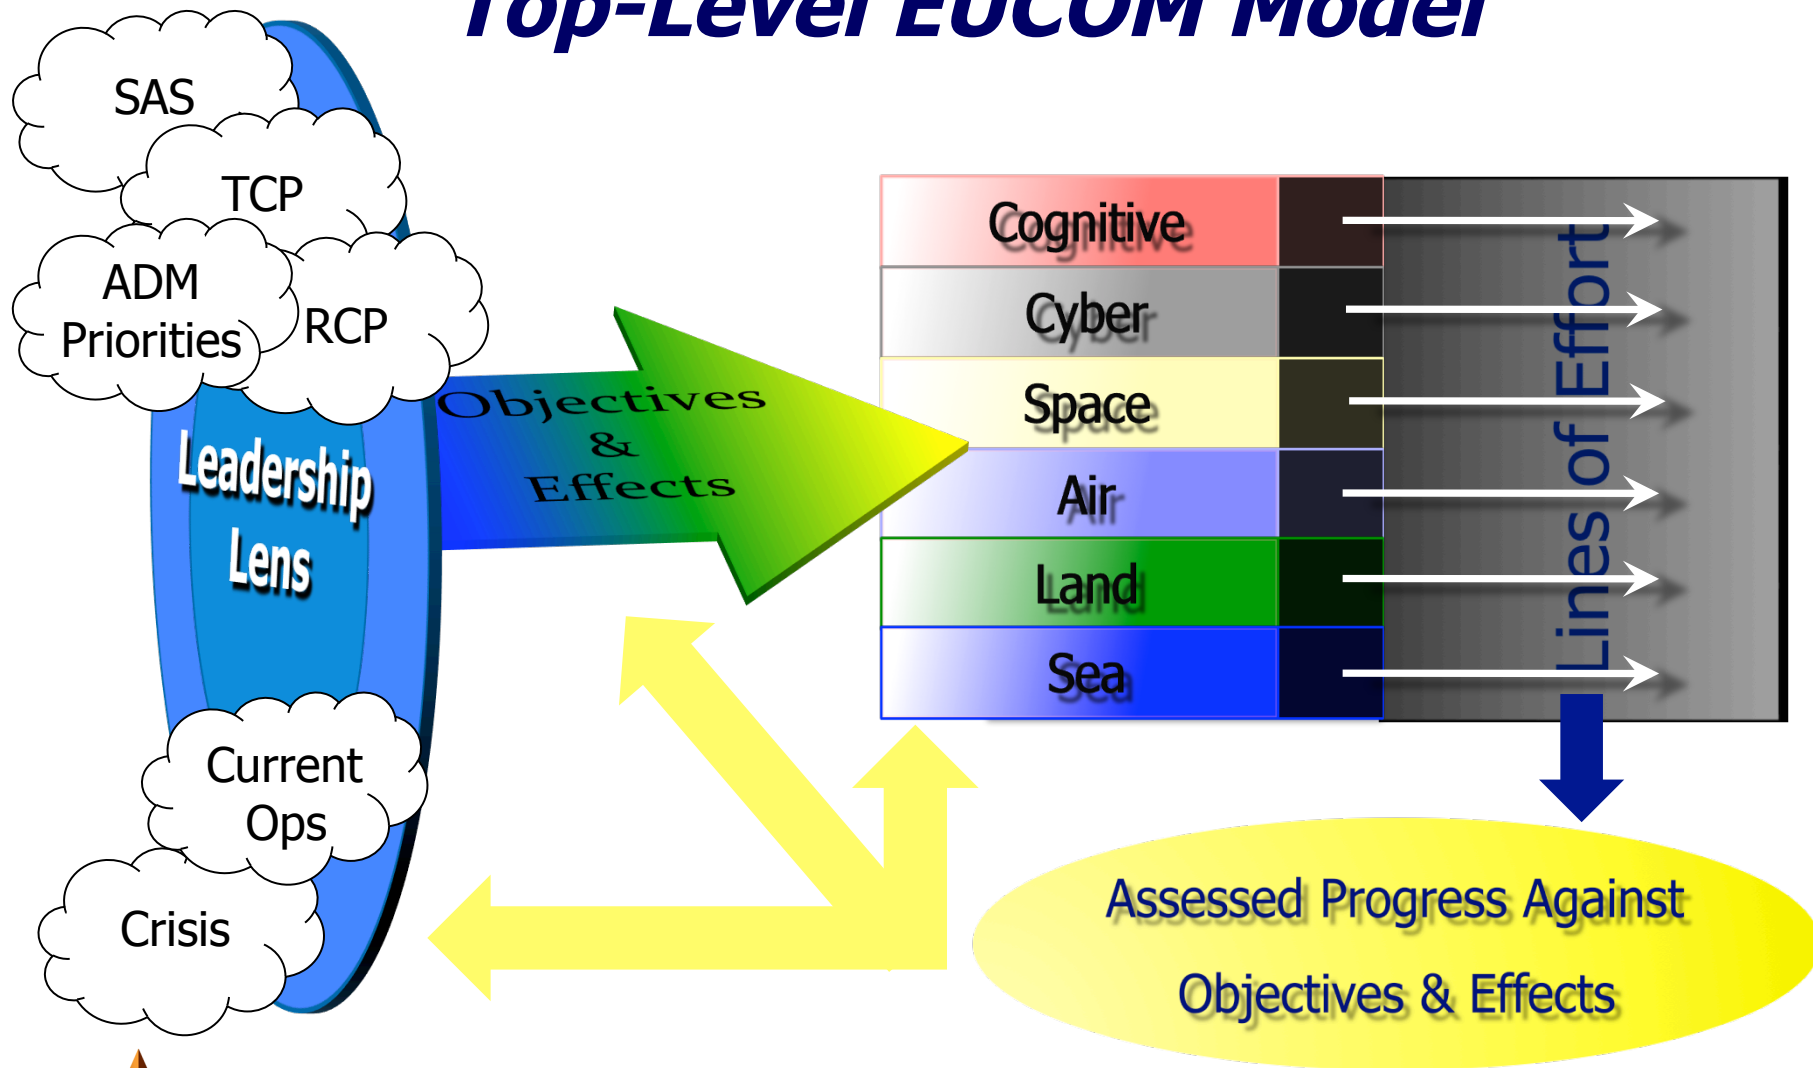 Top-Level EUCOM Model
SAS
TCP
ADM
Priorities
RCP
Leadership
Lens
Current
Ops
Crisis
Objectives
&
Effects
Cognitive
Cyber
Space
Air
Land
Sea
Lines of Effort
Assessed Progress Against
Objectives & Effects